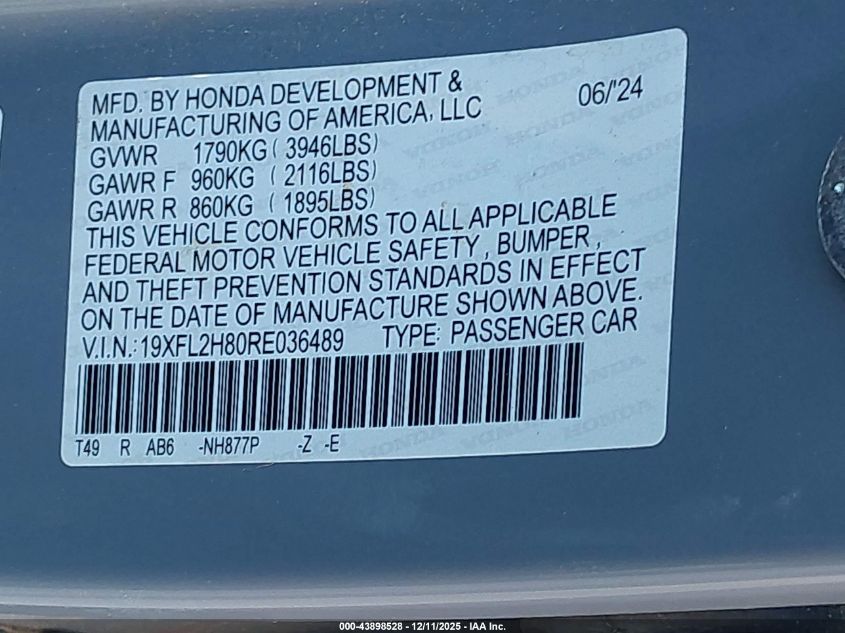 MFD. BY HONDA DEVELOPMENT & 06/'24
MANUFACTURING OF AMERICA, LLC
GVWR 1790KG ( 3946LBS)
GAWR F 960KG ( 2116LBS)
GAWR R 860KG ( 1895LBS)
THIS VEHICLE CONFORMS TO ALL APPLICABLE
FEDERAL MOTOR VEHICLE SAFETY, BUMPER,
AND THEFT PREVENTION STANDARDS IN EFFECT
ON THE DATE OF MANUFACTURE SHOWN ABOVE.
V.I.N.:19XFL2H80RE036489 TYPE: PASSENGER CAR
T49 R AB6 -NH877P -Z -E
000-43898528 - 12/11/2025 - IAA Inc.